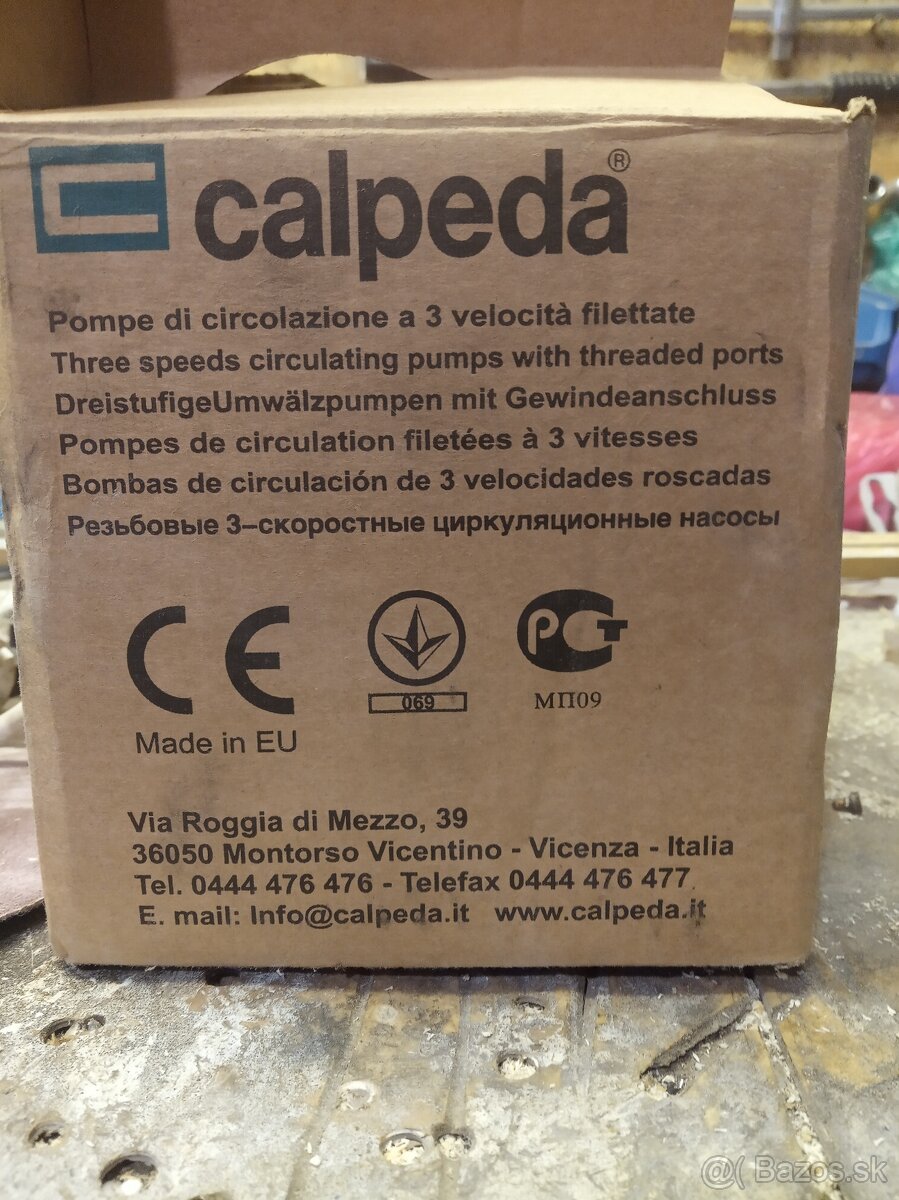 calpeda®
Pompe di circolazione a 3 velocità filettate
Three speeds circulating pumps with threaded ports
DreistufigeUmwälzpumpen mit Gewindeanschluss
Pompes de circulation filetées à 3 vitesses
Bombas de circulación de 3 velocidades roscadas
Резьбовые 3-скоростные циркуляционные насосы
CE
069
РСТ
МП09
Made in EU
Via Roggia di Mezzo, 39
36050 Montorso Vicentino - Vicenza - Italia
Tel. 0444 476 476 - Telefax 0444 476 477
E. mail: Info@calpeda.it www.calpeda.it
@( Bazos.sk